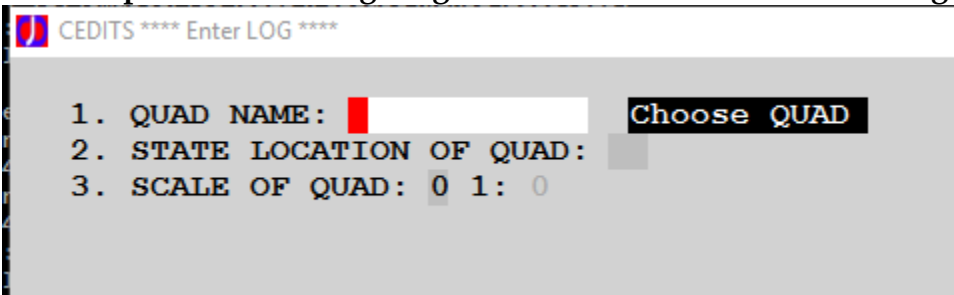 CEDITS **** Enter LOG ****
1. QUAD NAME: Choose QUAD
2. STATE LOCATION OF QUAD:
3. SCALE OF QUAD: 0 1: 0